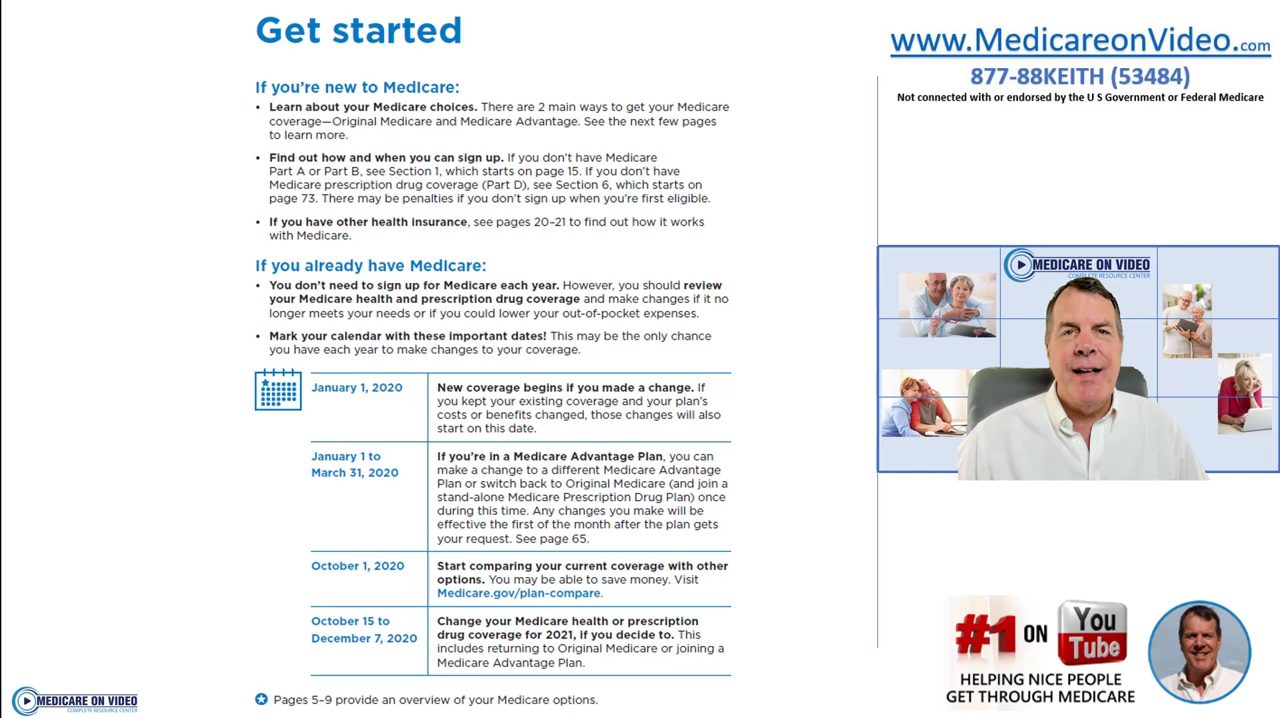 Get started
If you're new to Medicare:
• Learn about your Medicare choices. There are 2 main ways to get your Medicare
coverage—Original Medicare and Medicare Advantage. See the next few pages
to learn more.
• Find out how and when you can sign up. If you don't have Medicare
Part A or Part B, see Section 1, which starts on page 15. If you don't have
Medicare prescription drug coverage (Part D), see Section 6, which starts on
page 73. There may be penalties if you don't sign up when you're first eligible.
• If you have other health insurance, see pages 20–21 to find out how it works
with Medicare.
If you already have Medicare:
• You don't need to sign up for Medicare each year. However, you should review
your Medicare health and prescription drug coverage and make changes if it no
longer meets your needs or if you could lower your out-of-pocket expenses.
• Mark your calendar with these important dates! This may be the only chance
you have each year to make changes to your coverage.
January 1, 2020
New coverage begins if you made a change. If
you kept your existing coverage and your plan's
costs or benefits changed, those changes will also
start on this date.
January 1 to
March 31, 2020
If you're in a Medicare Advantage Plan, you can
make a change to a different Medicare Advantage
Plan or switch back to Original Medicare (and join a
stand-alone Medicare Prescription Drug Plan) once
during this time. Any changes you make will be
effective the first of the month after the plan gets
your request. See page 65.
October 1, 2020
Start comparing your current coverage with other
options. You may be able to save money. Visit
Medicare.gov/plan-compare.
October 15 to
December 7, 2020
Change your Medicare health or prescription
drug coverage for 2021, if you decide to. This
includes returning to Original Medicare or joining a
Medicare Advantage Plan.
Pages 5–9 provide an overview of your Medicare options.
MEDICARE ON VIDEO
COMPLETE RESOURCE CENTER
www.MedicareonVideo.com
877-88KEITH (53484)
Not connected with or endorsed by the U S Government or Federal Medicare
MEDICARE ON VIDEO
COMPLETE RESOURCE CENTER
#1 ON You
Tube
HELPING NICE PEOPLE
GET THROUGH MEDICARE